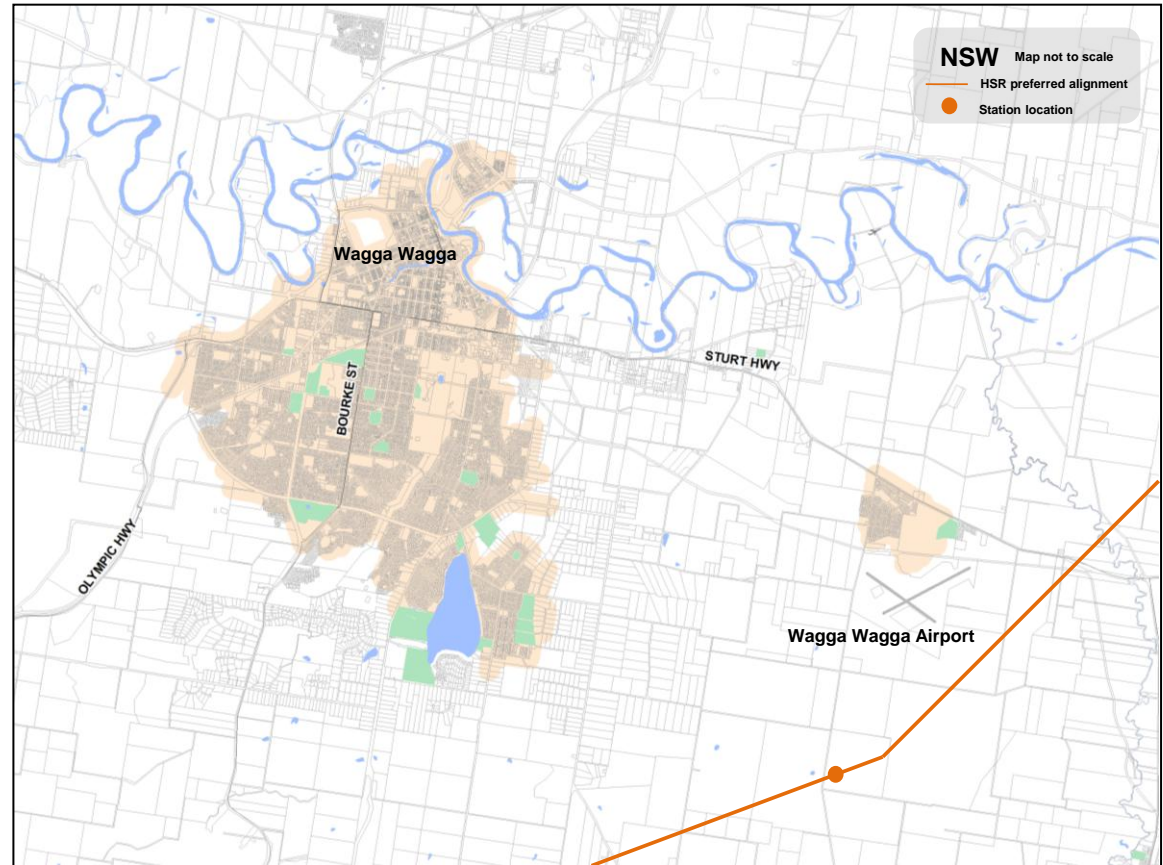 NSW Map not to scale
HSR preferred alignment
Station location
Wagga Wagga
STURT HWY
BOURKE ST
OLYMPIC HWY
Wagga Wagga Airport